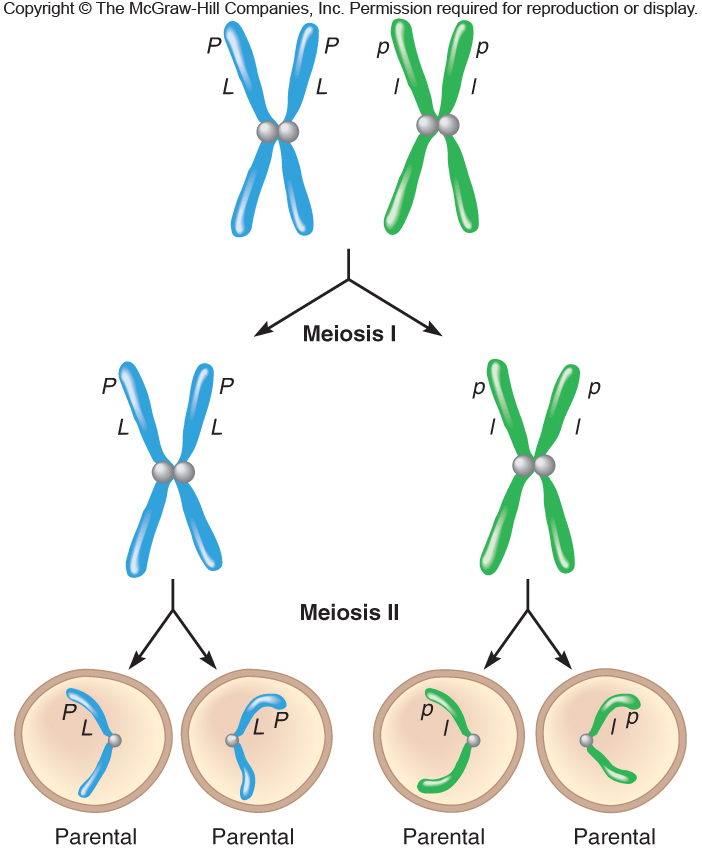 Copyright © The McGraw-Hill Companies, Inc. Permission required for reproduction or display.
P P p p
L L l l
Meiosis I
P P p p
L L l l
Meiosis II
P L L P p l l p
Parental Parental Parental Parental